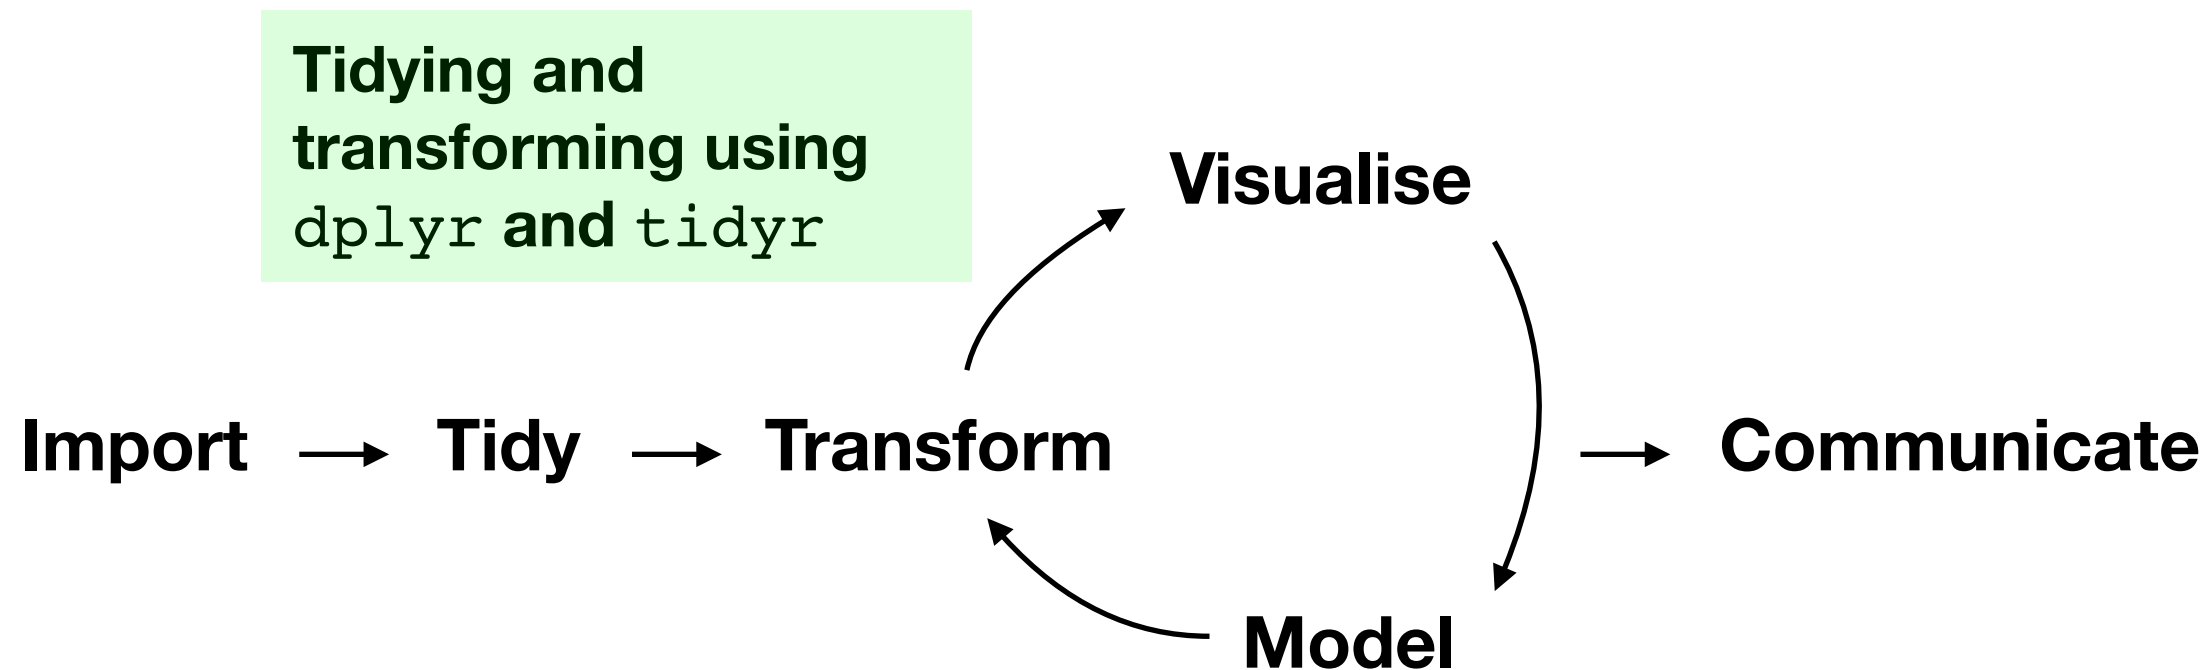 Tidying and
transforming using
dplyr and tidyr
Visualise
Import
Tidy
Transform
Communicate
Model